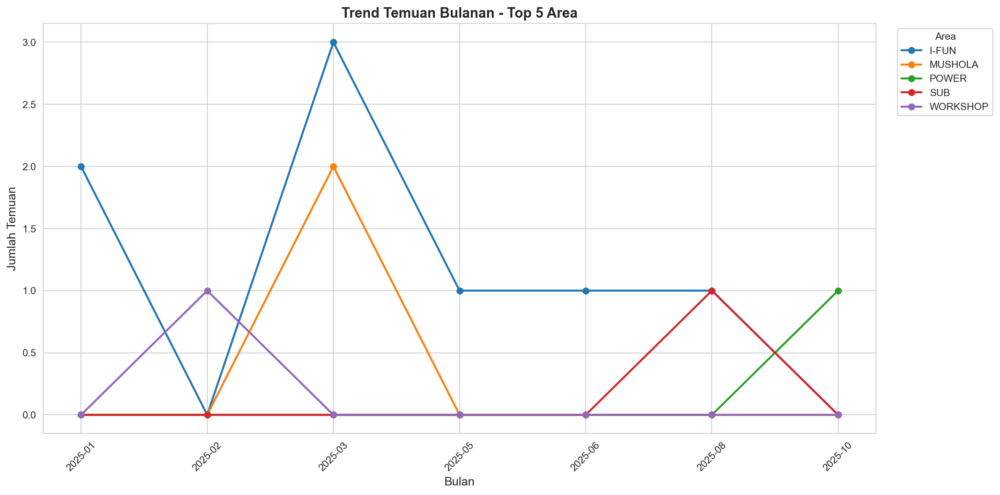 Trend Temuan Bulanan - Top 5 Area
Area
I-FUN
MUSHOLA
POWER
SUB
WORKSHOP
Jumlah Temuan
3.0
2.5
2.0
1.5
1.0
0.5
0.0
2025-01
2025-02
2025-03
2025-05
2025-06
2025-08
2025-10
Bulan